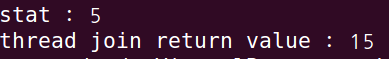 stat : 5
thread join return value : 15